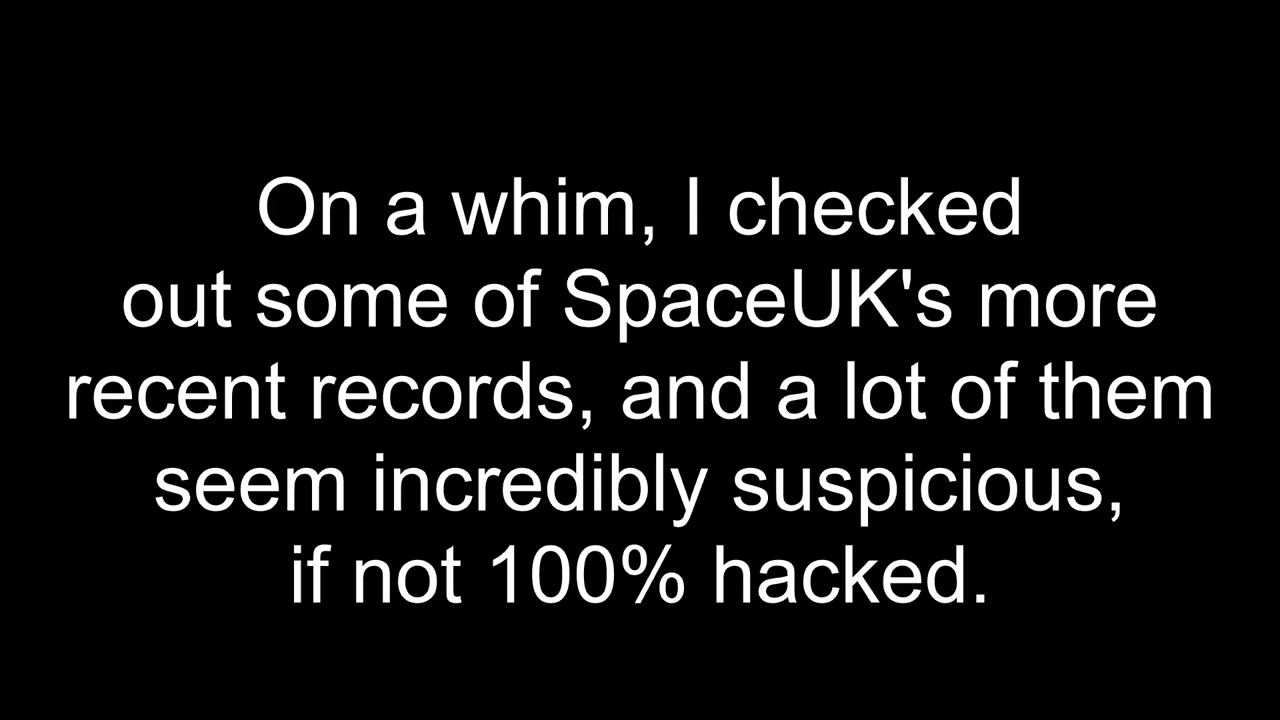 On a whim, I checked
out some of SpaceUK's more
recent records, and a lot of them
seem incredibly suspicious,
if not 100% hacked.